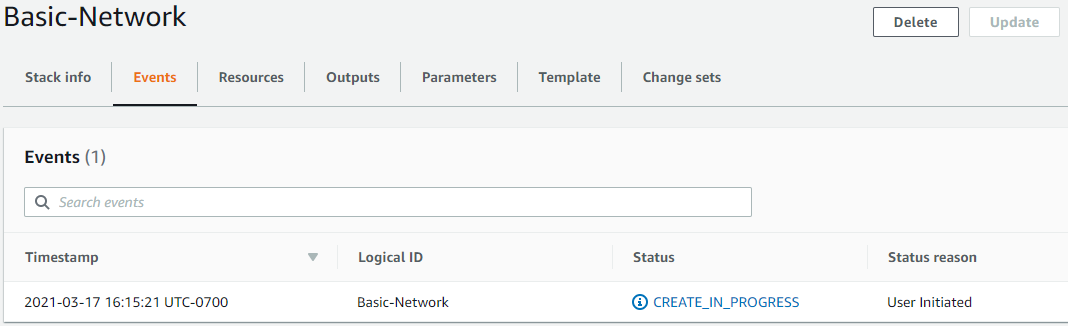 Basic-Network
Delete
Update
Stack info Events Resources Outputs Parameters Template Change sets
Events (1)
Search events
Timestamp Logical ID Status Status reason
2021-03-17 16:15:21 UTC-0700 Basic-Network CREATE_IN_PROGRESS User Initiated